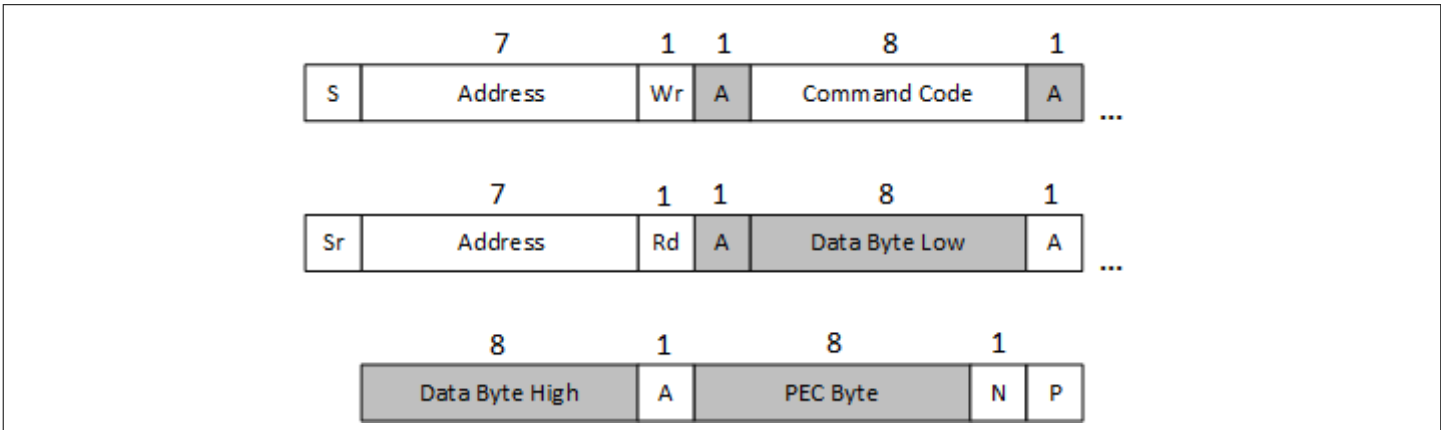 7 1 1 8 1
S Address Wr A Command Code A ...
7 1 1 8 1
Sr Address Rd A Data Byte Low A ...
8 1 8 1
Data Byte High A PEC Byte N P